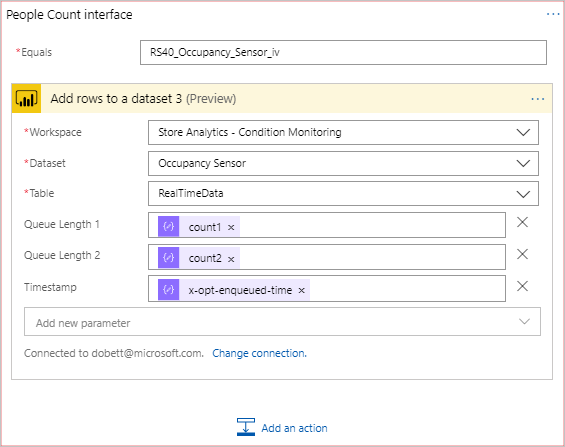 People Count interface
*Equals RS40_Occupancy_Sensor_iv
Add rows to a dataset 3 (Preview)
*Workspace Store Analytics - Condition Monitoring
*Dataset Occupancy Sensor
*Table RealTimeData
Queue Length 1 count1 ×
Queue Length 2 count2 ×
Timestamp x-opt-enqueued-time ×
Add new parameter
Connected to dobett@microsoft.com. Change connection.
Add an action